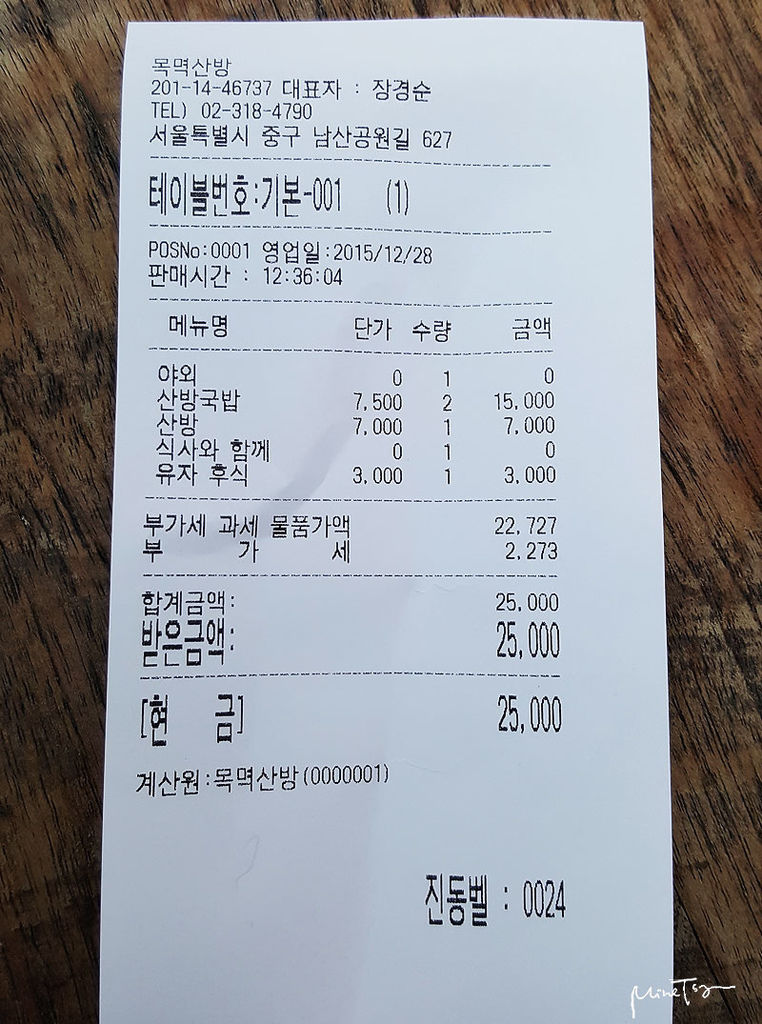 목멱산방
201-14-46737 대표자 : 장경순
TEL) 02-318-4790
서울특별시 중구 남산공원길 627
테이블번호:기본-001 (1)
POSNo:0001 영업일:2015/12/28
판매시간 : 12:36:04
메뉴명 단가 수량 금액
야외 0 1 0
산방국밥 7,500 2 15,000
산방 7,000 1 7,000
식사와 함께 0 1 0
유자 후식 3,000 1 3,000
부가세 과세 물품가액 22,727
부 가 세 2,273
합계금액: 25,000
받은금액: 25,000
[현 금] 25,000
계산원:목멱산방(0000001)
진동벨 : 0024